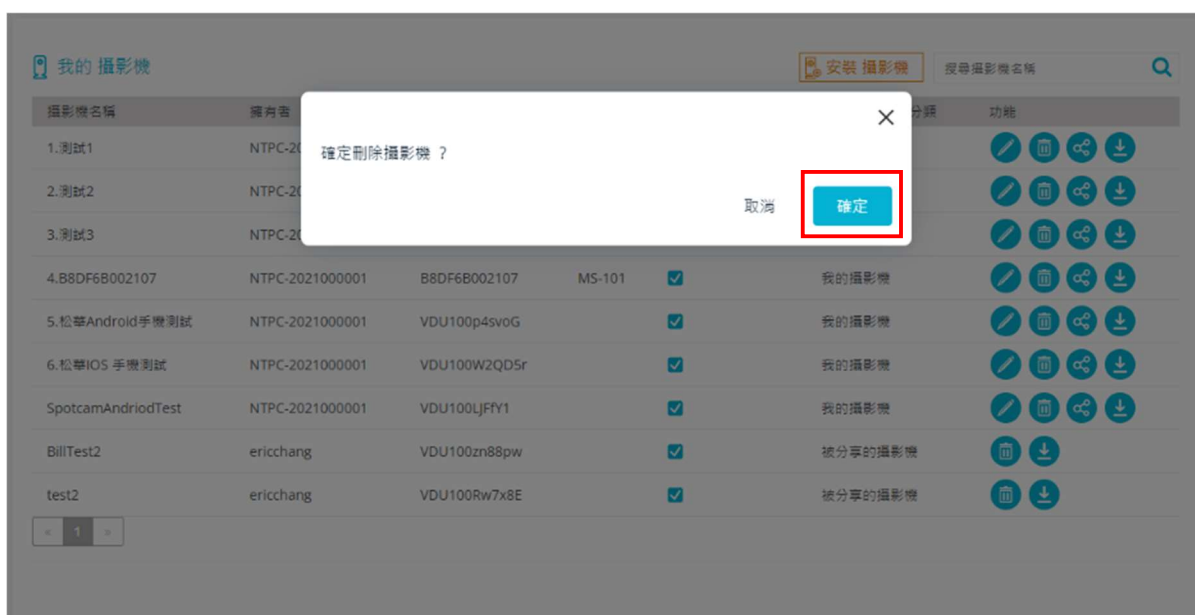 我的 攝影機
安裝 攝影機
搜尋攝影機名稱
攝影機名稱 擁有者 分類 功能
確定刪除攝影機 ？
取消 確定
1.測試1 NTPC-20
2.測試2 NTPC-20
3.測試3 NTPC-20
4.B8DF6B002107 NTPC-2021000001 B8DF6B002107 MS-101 我的攝影機
5.松華Android手機測試 NTPC-2021000001 VDU100p4svoG 我的攝影機
6.松華IOS 手機測試 NTPC-2021000001 VDU100W2QD5r 我的攝影機
SpotcamAndriodTest NTPC-2021000001 VDU100LJFfY1 我的攝影機
BillTest2 ericchang VDU100zn88pw 被分享的攝影機
test2 ericchang VDU100Rw7x8E 被分享的攝影機
« 1 »